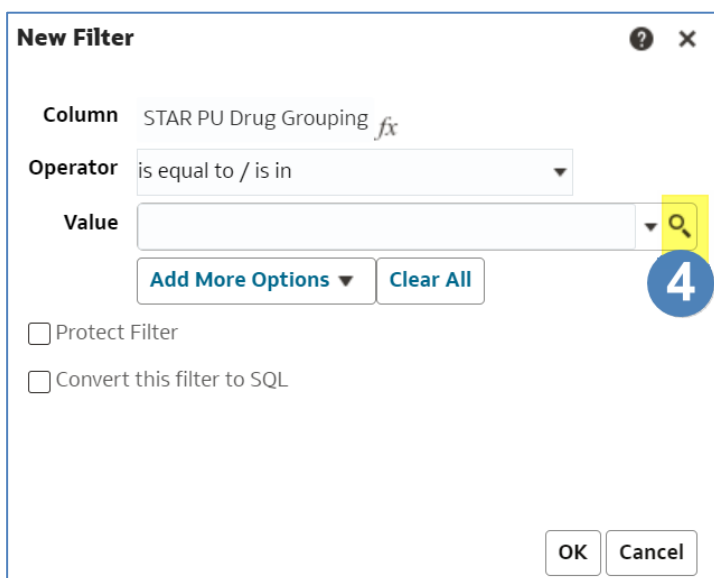 New Filter
Column STAR PU Drug Grouping fx
Operator is equal to / is in
Value
4
Add More Options Clear All
Protect Filter
Convert this filter to SQL
OK Cancel